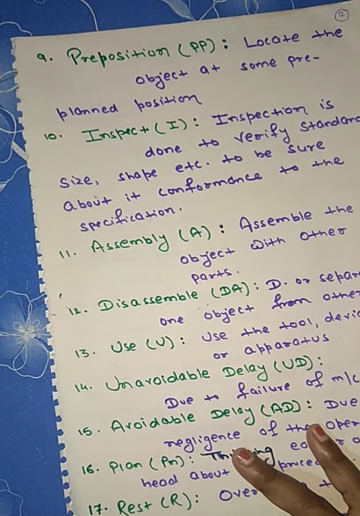 2
9. Preposition (PP): Locate the
object at some pre-
planned position
10. Inspect (I): Inspection is
done to verify standard
size, shape etc. to be sure
about it conformance to the
specification.
11. Assembly (A): Assemble the
object with other
parts.
12. Disassemble (DA): D. or separ
one object from other
13. Use (U): Use the tool, devic
or apparatus
14. Unavoidable Delay (UD):
Due to failure of m/c
15. Avoidable Delay (AD): Due
negligence of the oper
16. Plan (Pn):
head about
17. Rest (R): Over